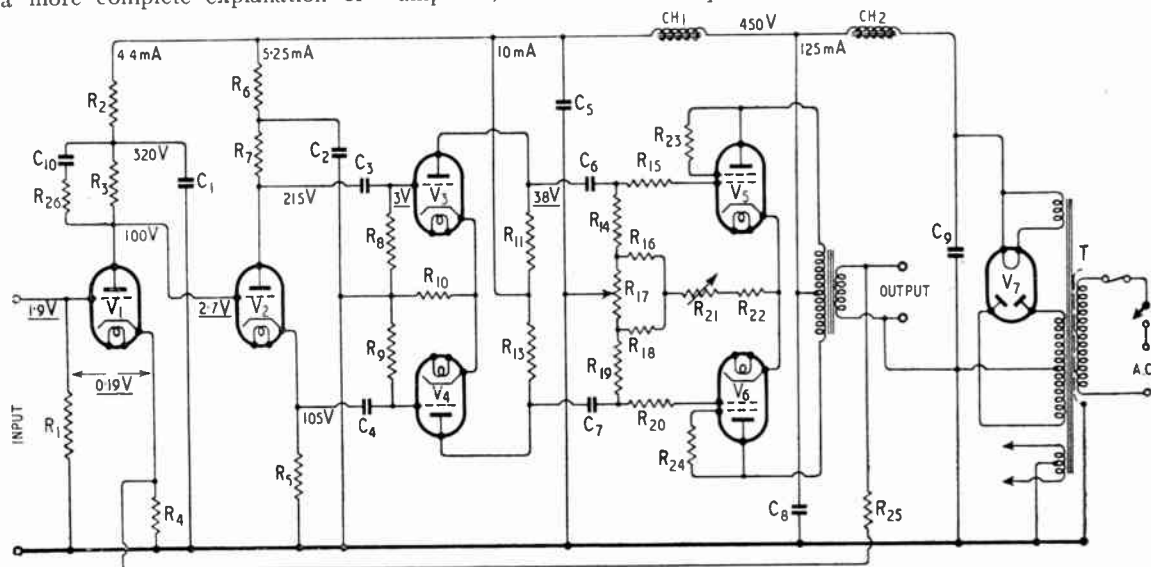 a more complete explanation of
CH1
450V
CH2
4.4mA
5.25mA
10mA
125mA
R2
R6
C5
R23
C10
320V
R7
C2
C3
C6
R15
R3
C1
R26
215V
3V
V3
38V
V5
C9
R8
R11
R14
100V
R16
V7
T
V1
V2
R10
R17
R21
R22
OUTPUT
1.9V
2.7V
R9
R13
R18
A.C.
R19
0.19V
V4
V6
INPUT
R1
105V
C4
C7
R20
R5
R24
R4
C8
R25